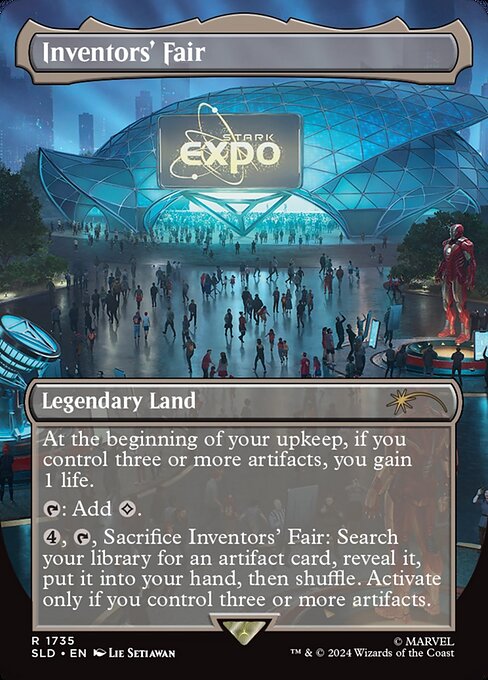 Inventors' Fair
STARK
EXPO
Legendary Land
At the beginning of your upkeep, if you
control three or more artifacts, you gain
1 life.
: Add .
4, , Sacrifice Inventors' Fair: Search
your library for an artifact card, reveal it,
put it into your hand, then shuffle. Activate
only if you control three or more artifacts.
R 1735
SLD • EN Lie Setiawan
© MARVEL
™ & © 2024 Wizards of the Coast